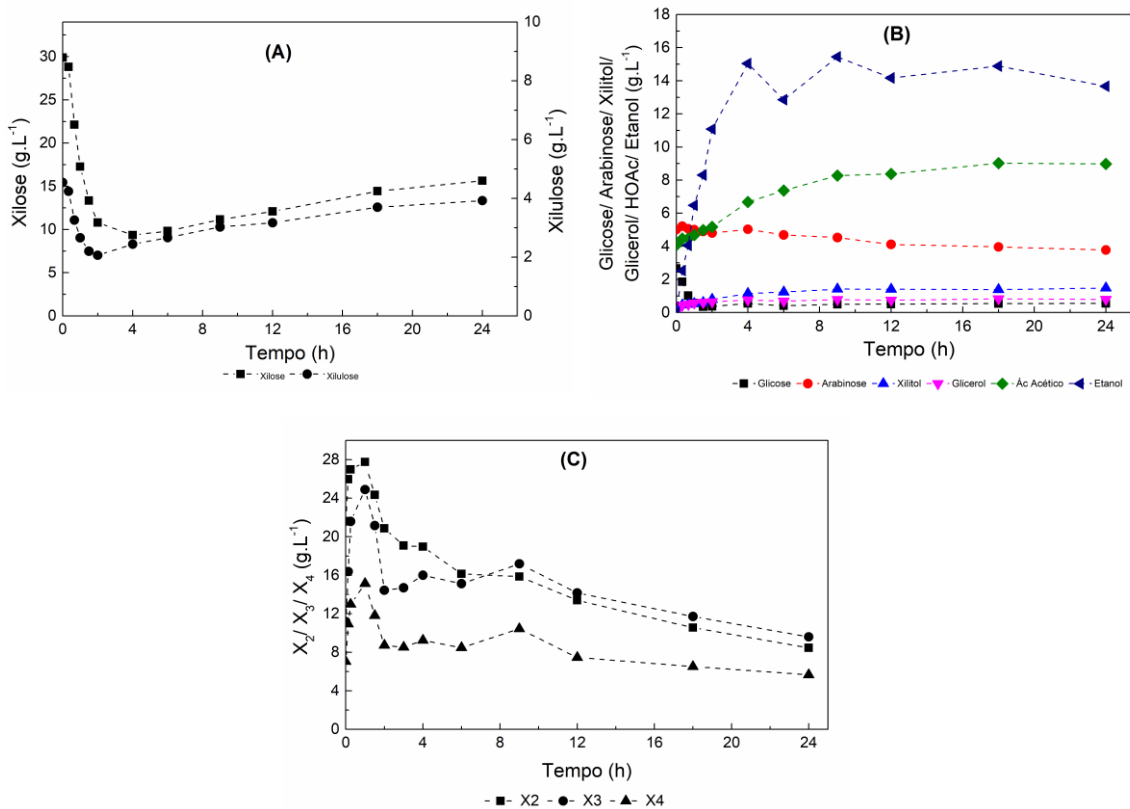 (A)
Xilose (g.L⁻¹)
30
25
20
15
10
5
0
10
8
6
4
2
0
Xilulose (g.L⁻¹)
0 4 8 12 16 20 24
Tempo (h)
Xilose Xilulose
(B)
Glicose/ Arabinose/ Xilitol/
Glicerol/ HOAc/ Etanol (g.L⁻¹)
18
16
14
12
10
8
6
4
2
0
0 4 8 12 16 20 24
Tempo (h)
Glicose Arabinose Xilitol Glicerol Ác Acético Etanol
(C)
X₂/ X₃/ X₄ (g.L⁻¹)
28
24
20
16
12
8
4
0
0 4 8 12 16 20 24
Tempo (h)
X2 X3 X4